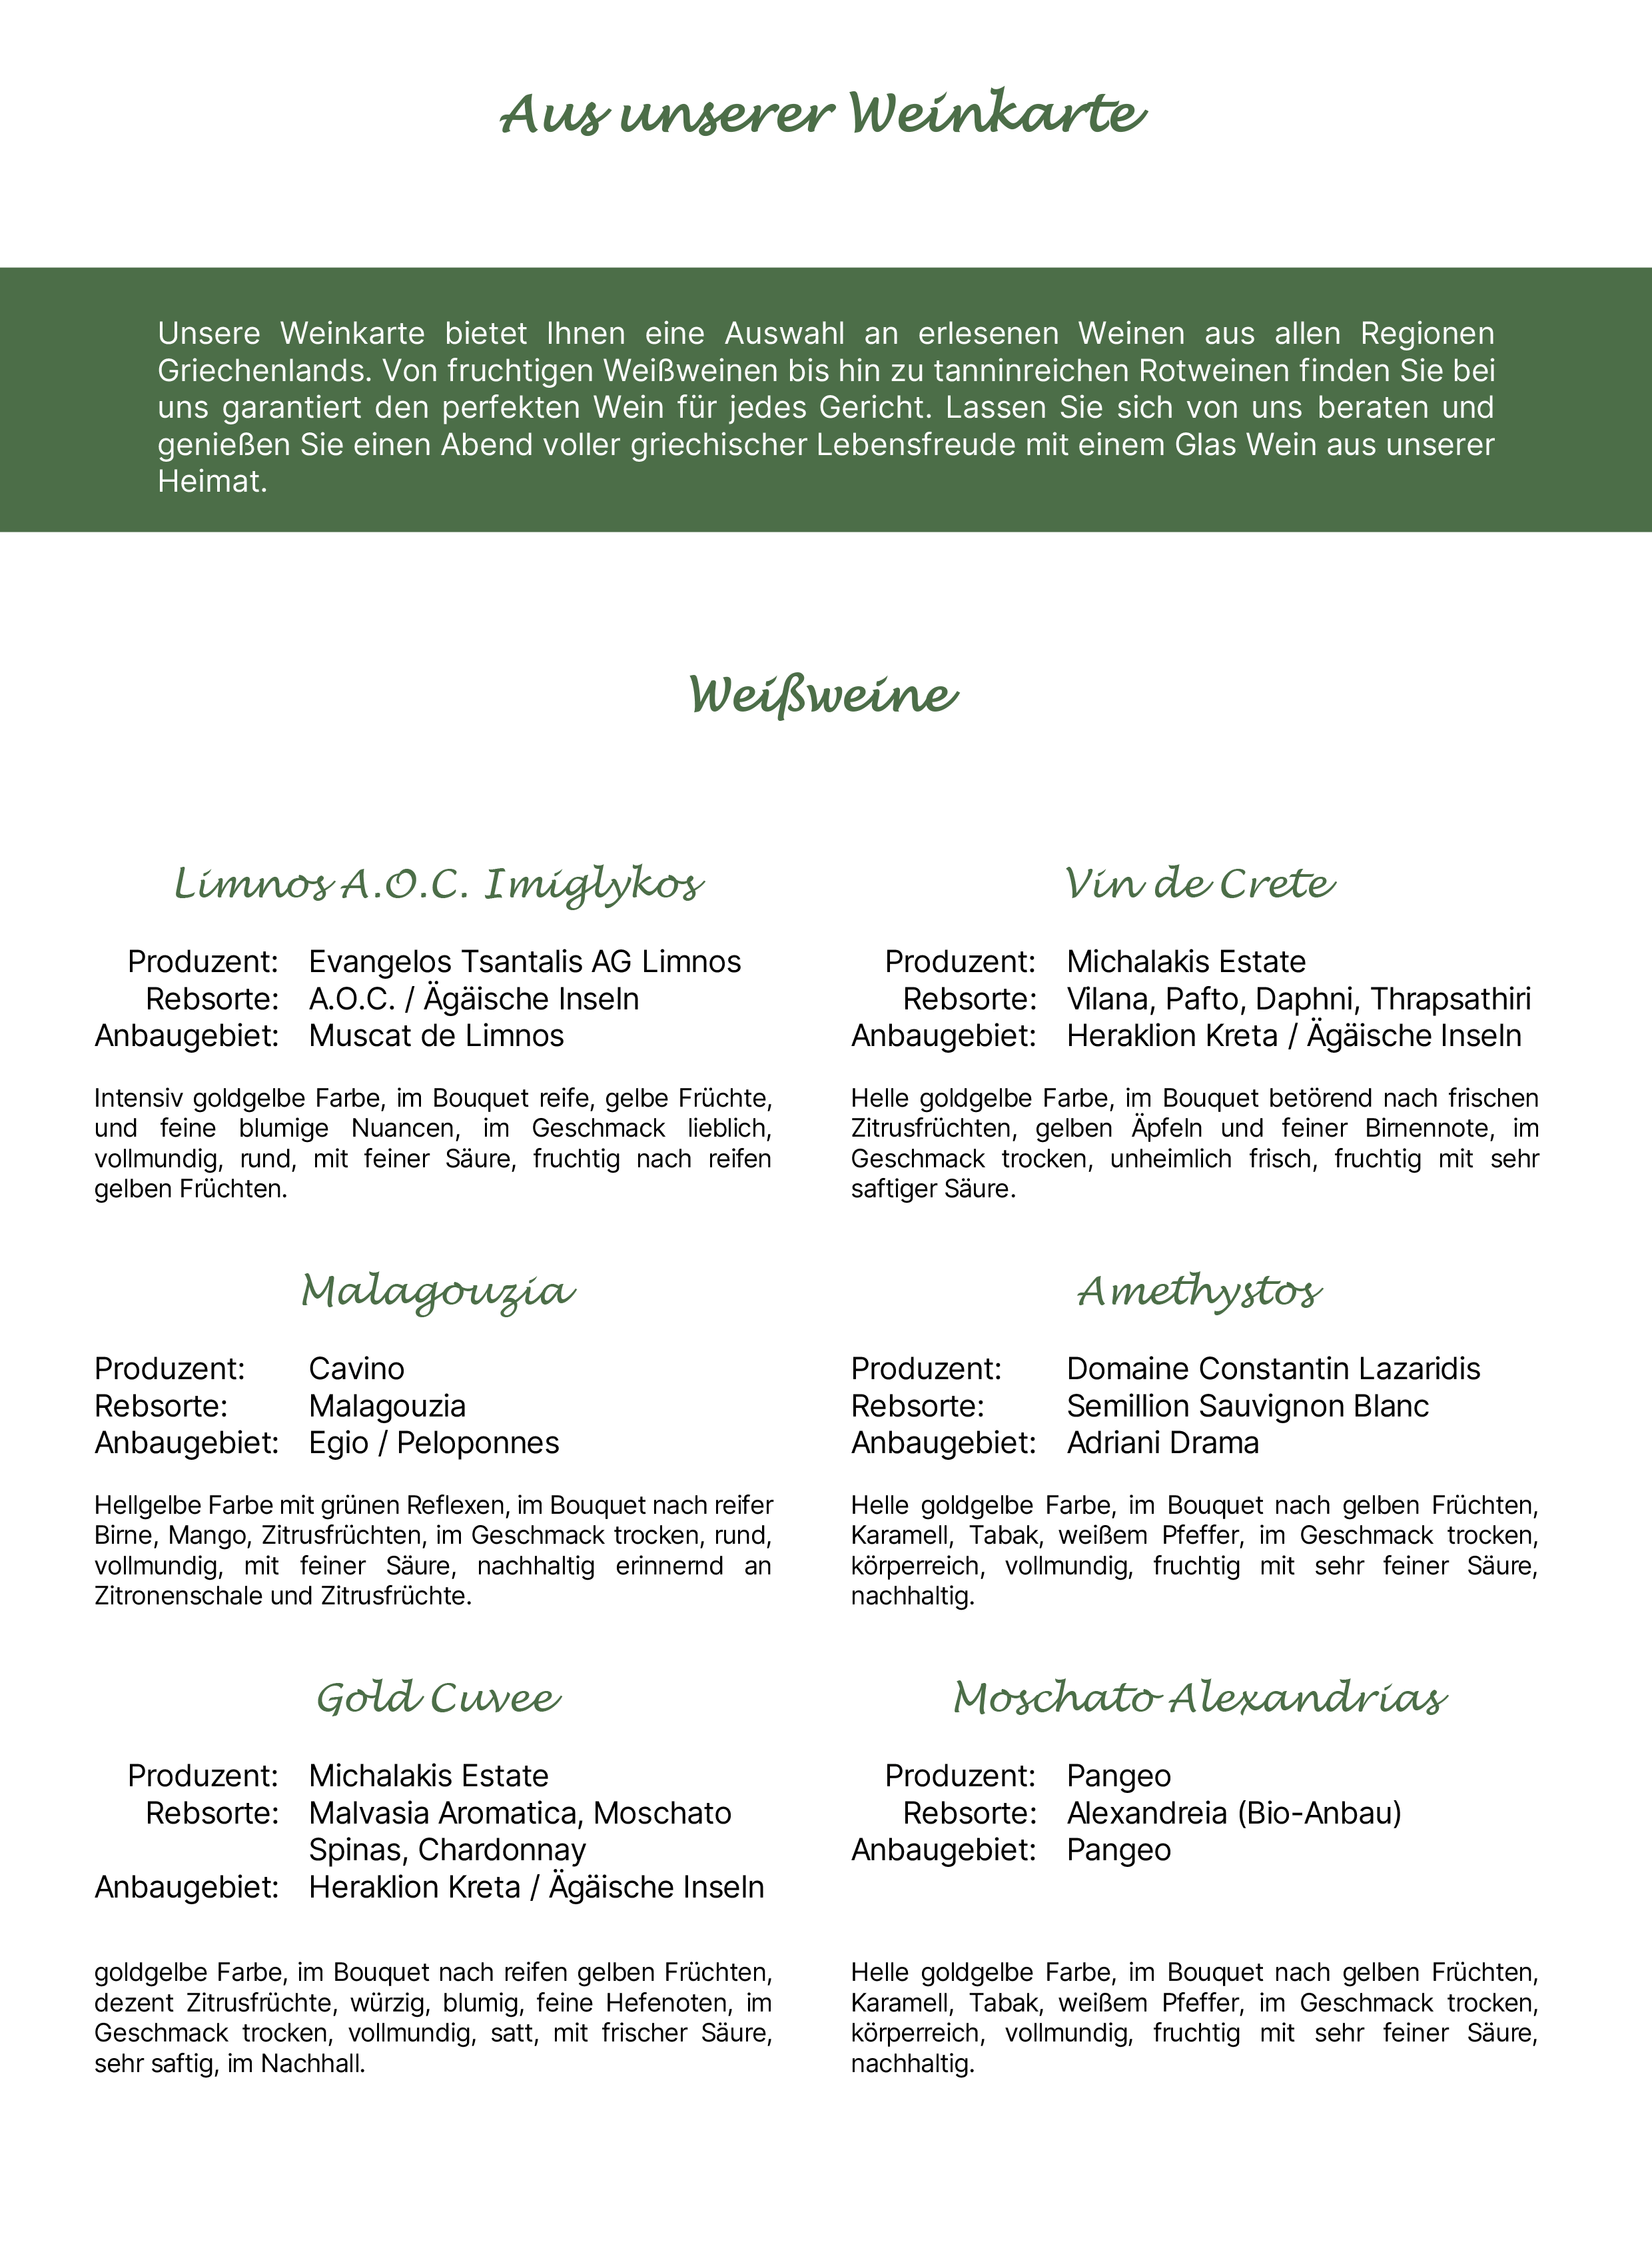 Aus unserer Weinkarte
Unsere Weinkarte bietet Ihnen eine Auswahl an erlesenen Weinen aus allen Regionen
Griechenlands. Von fruchtigen Weißweinen bis hin zu tanninreichen Rotweinen finden Sie bei
uns garantiert den perfekten Wein für jedes Gericht. Lassen Sie sich von uns beraten und
genießen Sie einen Abend voller griechischer Lebensfreude mit einem Glas Wein aus unserer
Heimat.
Weißweine
Limnos A.O.C. Imiglykos
Produzent: Evangelos Tsantalis AG Limnos
Rebsorte: A.O.C. / Ägäische Inseln
Anbaugebiet: Muscat de Limnos
Intensiv goldgelbe Farbe, im Bouquet reife, gelbe Früchte,
und feine blumige Nuancen, im Geschmack lieblich,
vollmundig, rund, mit feiner Säure, fruchtig nach reifen
gelben Früchten.
Vin de Crete
Produzent: Michalakis Estate
Rebsorte: Vilana, Pafto, Daphni, Thrapsathiri
Anbaugebiet: Heraklion Kreta / Ägäische Inseln
Helle goldgelbe Farbe, im Bouquet betörend nach frischen
Zitrusfrüchten, gelben Äpfeln und feiner Birnennote, im
Geschmack trocken, unheimlich frisch, fruchtig mit sehr
saftiger Säure.
Malagouzia
Produzent: Cavino
Rebsorte: Malagouzia
Anbaugebiet: Egio / Peloponnes
Hellgelbe Farbe mit grünen Reflexen, im Bouquet nach reifer
Birne, Mango, Zitrusfrüchten, im Geschmack trocken, rund,
vollmundig, mit feiner Säure, nachhaltig erinnernd an
Zitronenschale und Zitrusfrüchte.
Amethystos
Produzent: Domaine Constantin Lazaridis
Rebsorte: Semillion Sauvignon Blanc
Anbaugebiet: Adriani Drama
Helle goldgelbe Farbe, im Bouquet nach gelben Früchten,
Karamell, Tabak, weißem Pfeffer, im Geschmack trocken,
körperreich, vollmundig, fruchtig mit sehr feiner Säure,
nachhaltig.
Gold Cuvee
Produzent: Michalakis Estate
Rebsorte: Malvasia Aromatica, Moschato
Spinas, Chardonnay
Anbaugebiet: Heraklion Kreta / Ägäische Inseln
goldgelbe Farbe, im Bouquet nach reifen gelben Früchten,
dezent Zitrusfrüchte, würzig, blumig, feine Hefenoten, im
Geschmack trocken, vollmundig, satt, mit frischer Säure,
sehr saftig, im Nachhall.
Moschato Alexandrias
Produzent: Pangeo
Rebsorte: Alexandreia (Bio-Anbau)
Anbaugebiet: Pangeo
Helle goldgelbe Farbe, im Bouquet nach gelben Früchten,
Karamell, Tabak, weißem Pfeffer, im Geschmack trocken,
körperreich, vollmundig, fruchtig mit sehr feiner Säure,
nachhaltig.